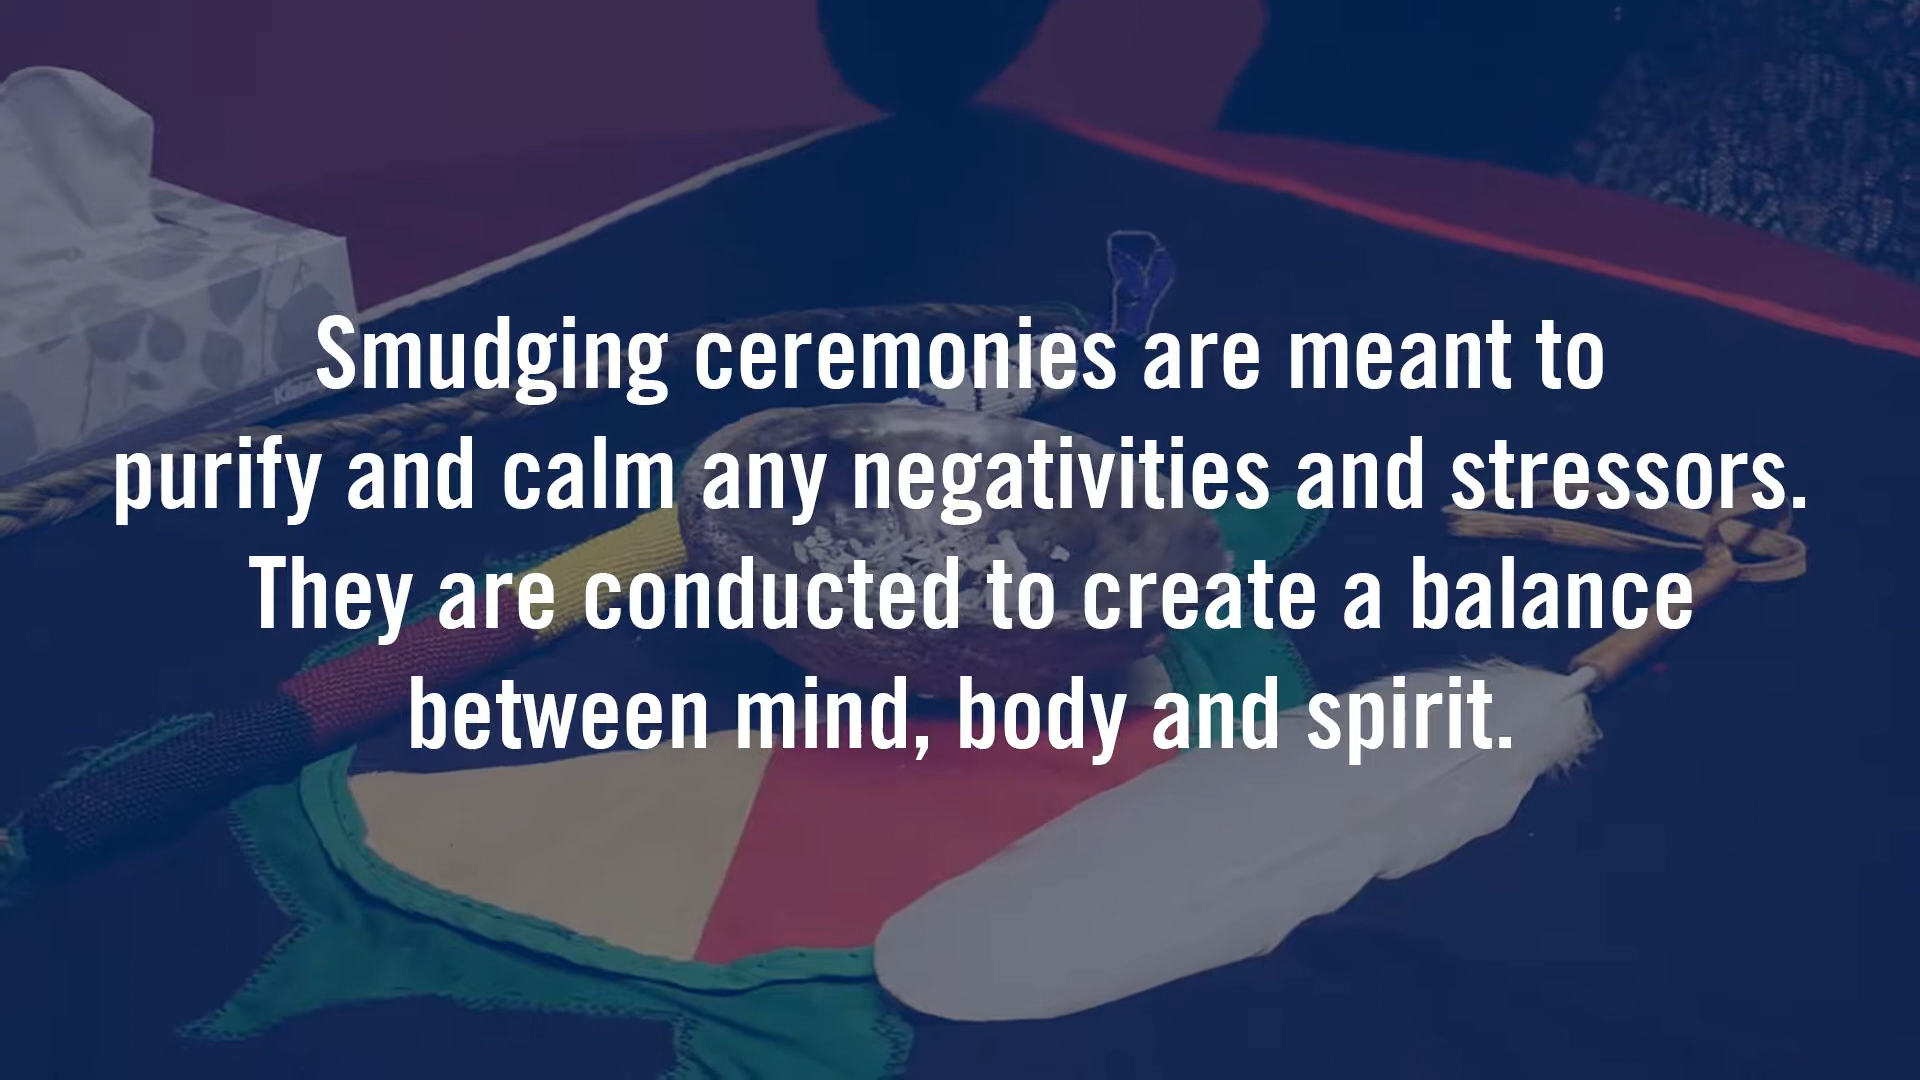 Smudging ceremonies are meant to
purify and calm any negativities and stressors.
They are conducted to create a balance
between mind, body and spirit.